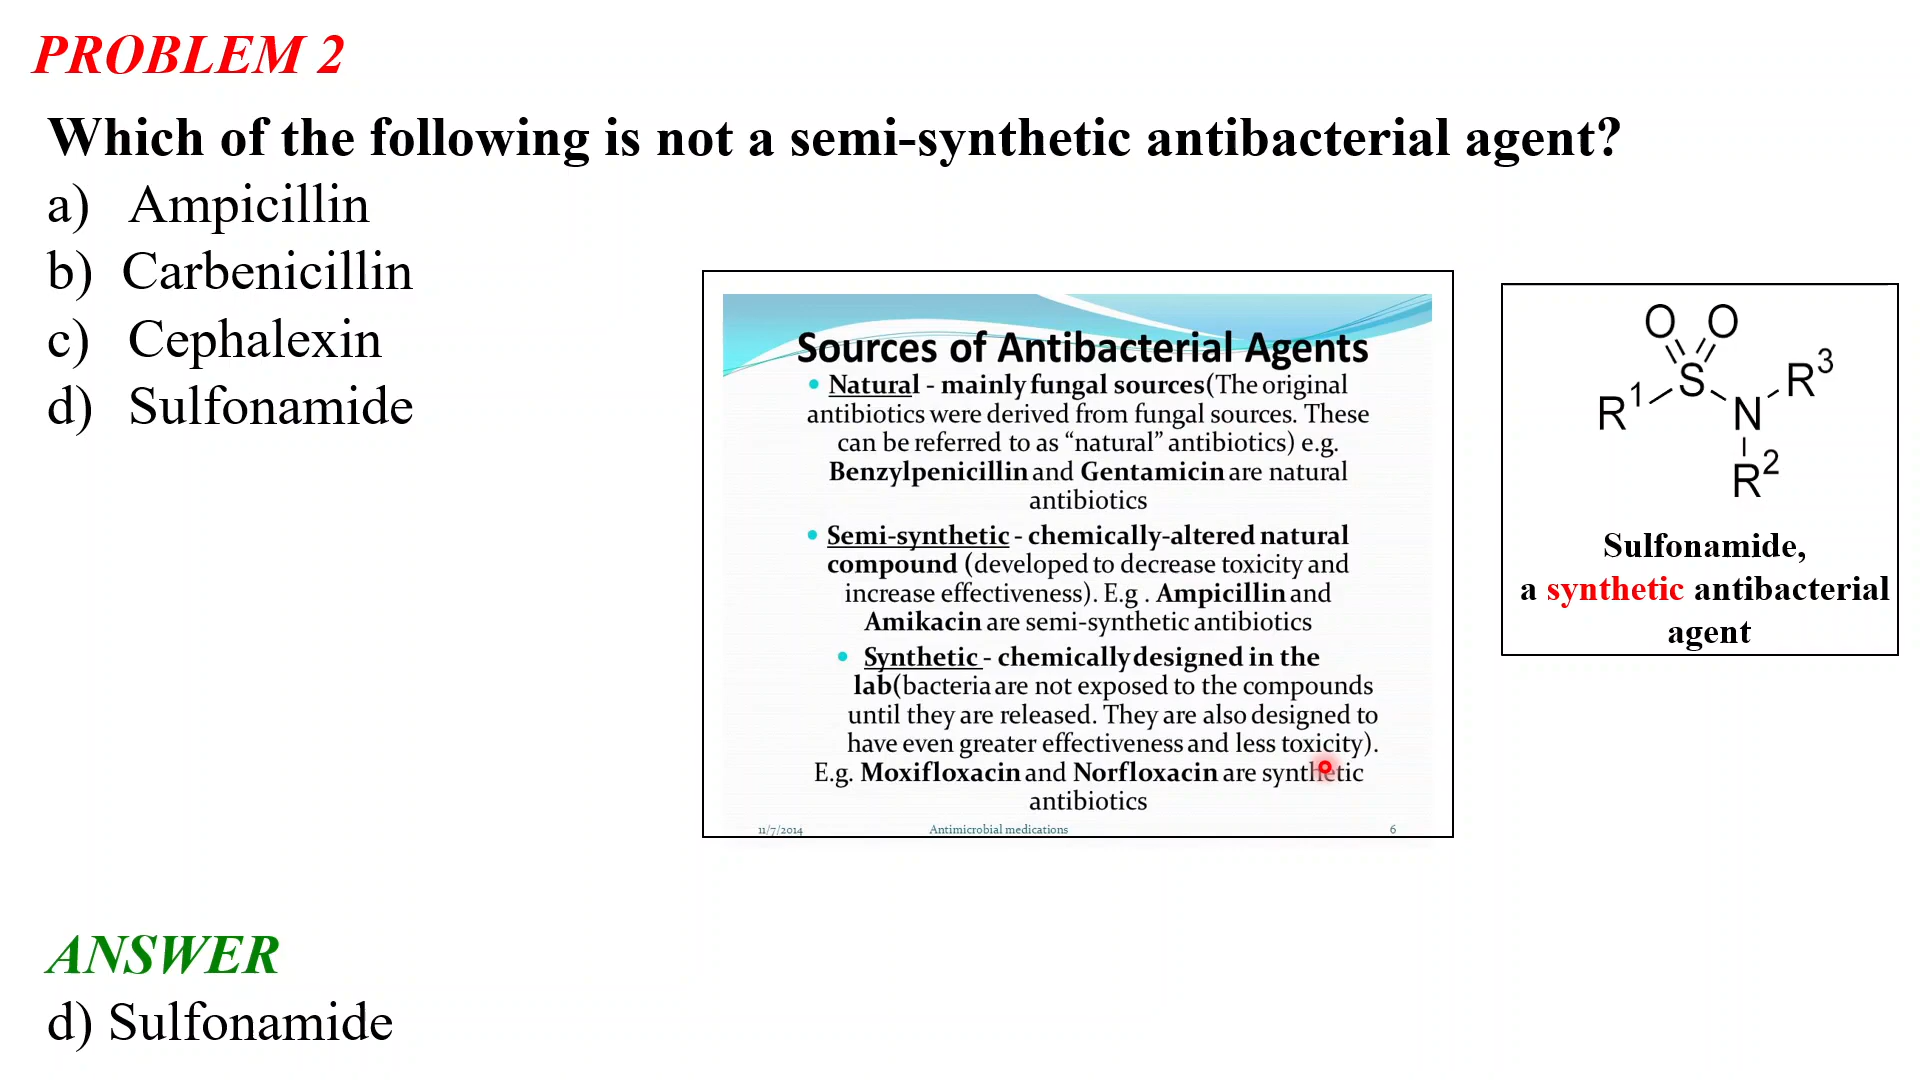 PROBLEM 2
Which of the following is not a semi-synthetic antibacterial agent?
a) Ampicillin
b) Carbenicillin
c) Cephalexin
d) Sulfonamide
Sources of Antibacterial Agents
• Natural - mainly fungal sources(The original
antibiotics were derived from fungal sources. These
can be referred to as “natural” antibiotics) e.g.
Benzylpenicillin and Gentamicin are natural
antibiotics
• Semi-synthetic - chemically-altered natural
compound (developed to decrease toxicity and
increase effectiveness). E.g . Ampicillin and
Amikacin are semi-synthetic antibiotics
• Synthetic - chemically designed in the
lab(bacteria are not exposed to the compounds
until they are released. They are also designed to
have even greater effectiveness and less toxicity).
E.g. Moxifloxacin and Norfloxacin are synthetic
antibiotics
11/7/2014 Antimicrobial medications 6
O O
S R3
R1 N
R2
Sulfonamide,
a synthetic antibacterial
agent
ANSWER
d) Sulfonamide